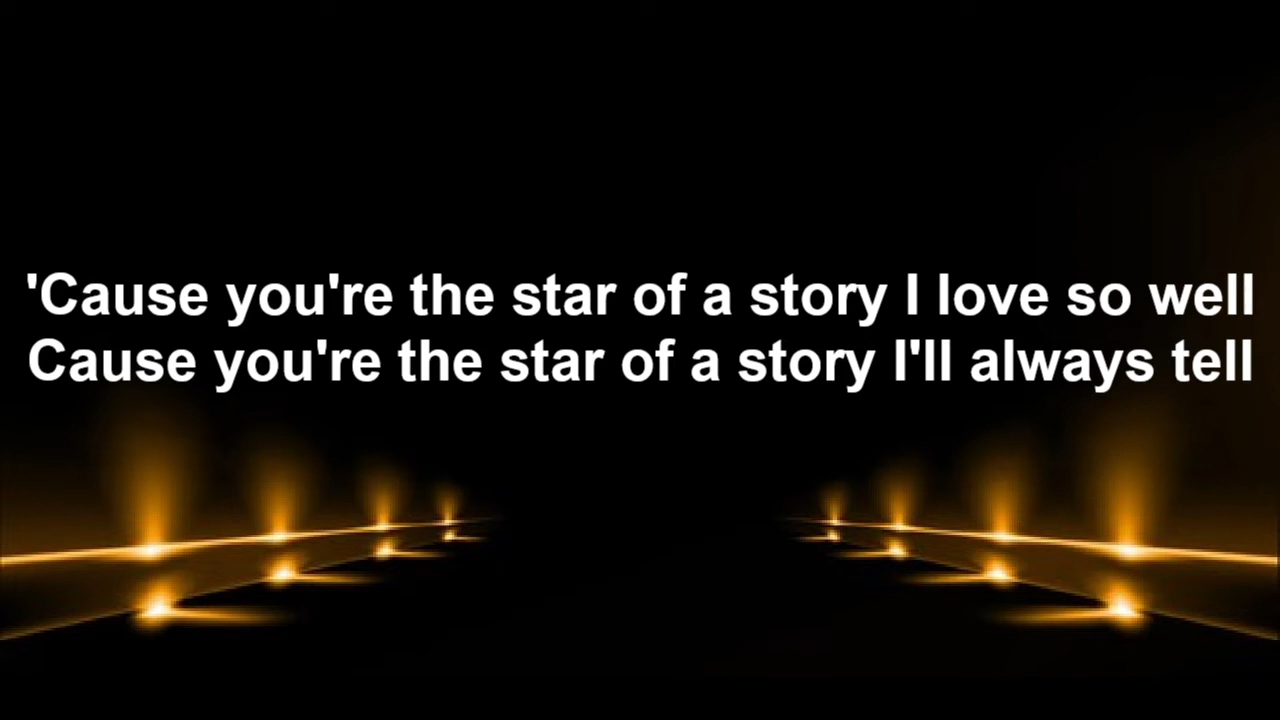 'Cause you're the star of a story I love so well
Cause you're the star of a story I'll always tell